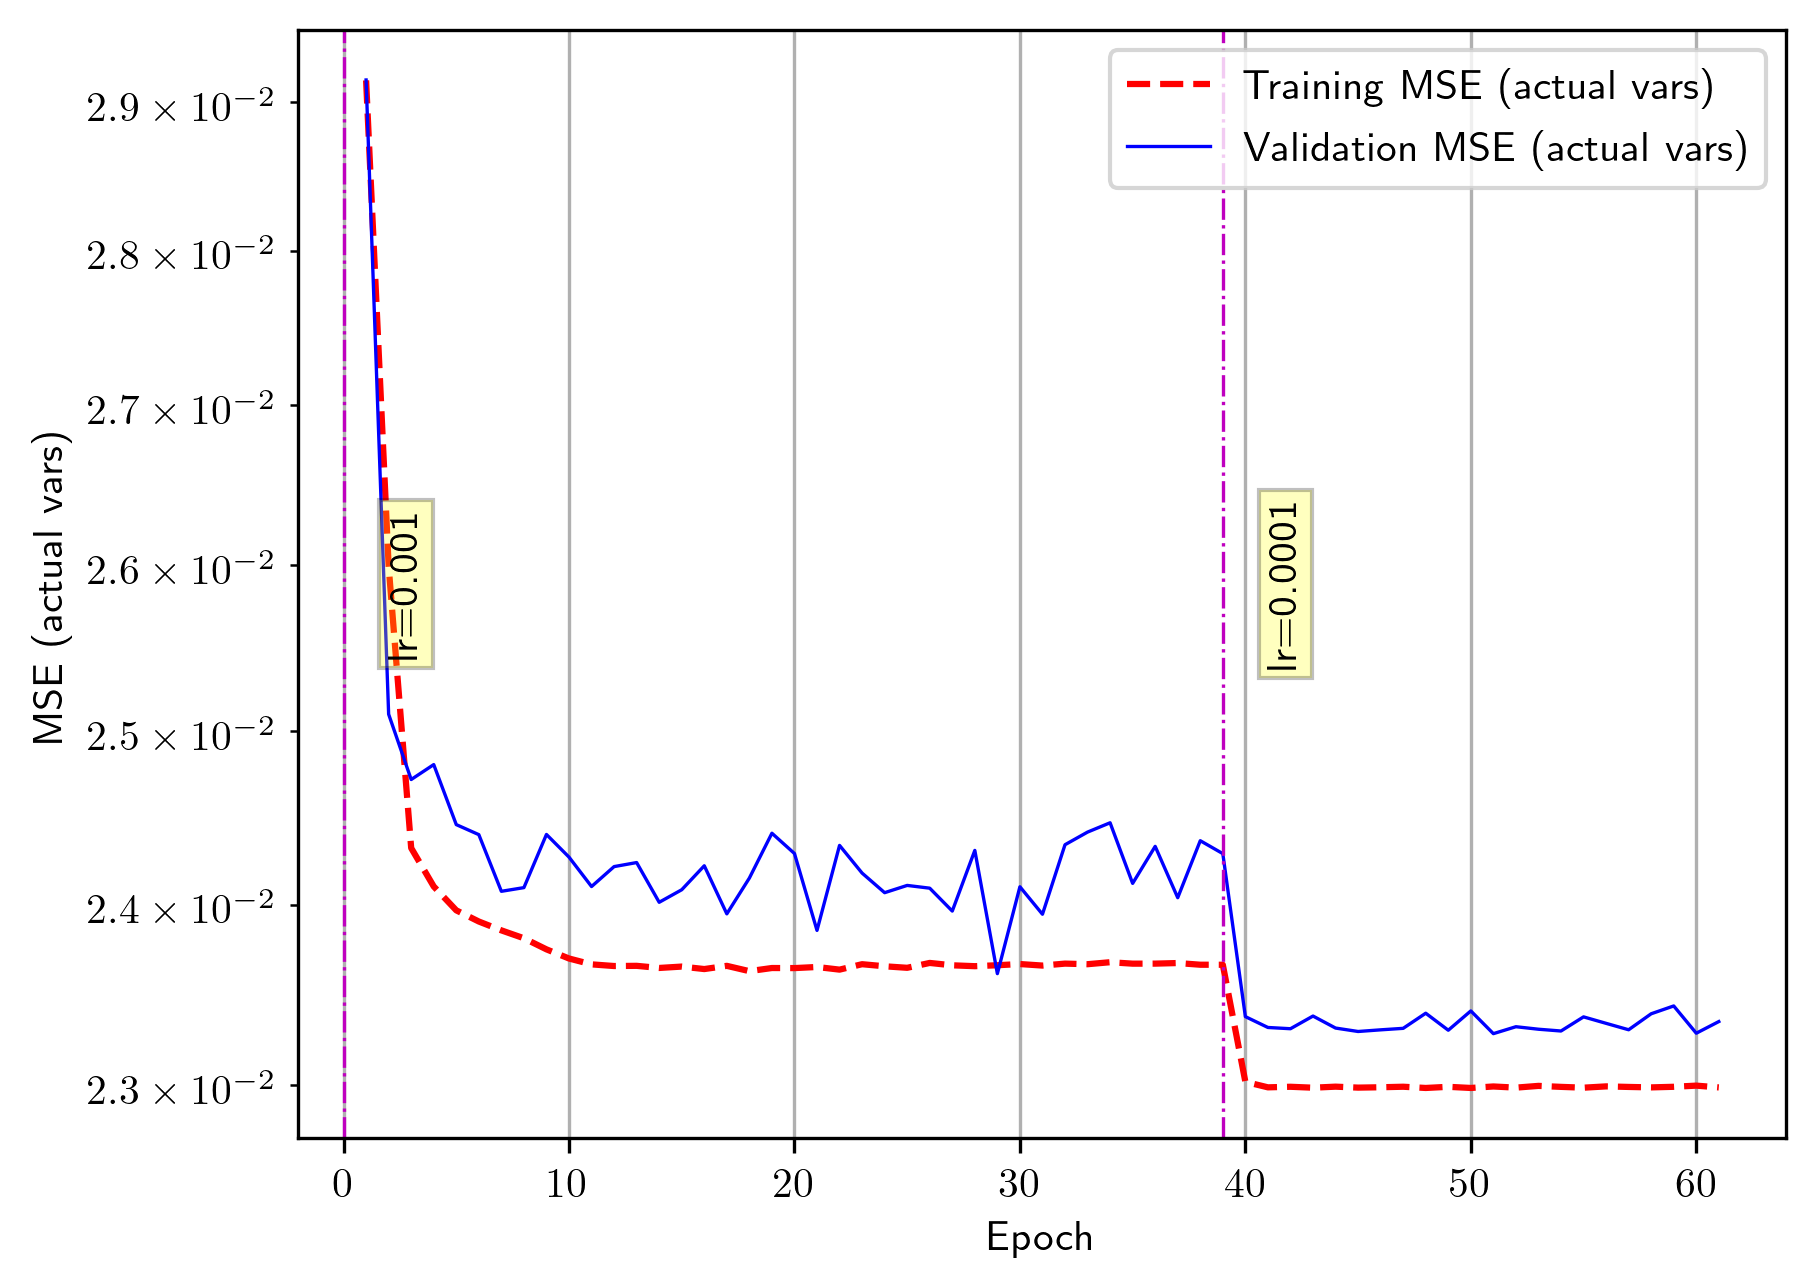 Training MSE (actual vars)
Validation MSE (actual vars)
2.9 × 10⁻²
2.8 × 10⁻²
2.7 × 10⁻²
2.6 × 10⁻²
2.5 × 10⁻²
2.4 × 10⁻²
2.3 × 10⁻²
MSE (actual vars)
lr=0.001
lr=0.0001
0 10 20 30 40 50 60
Epoch